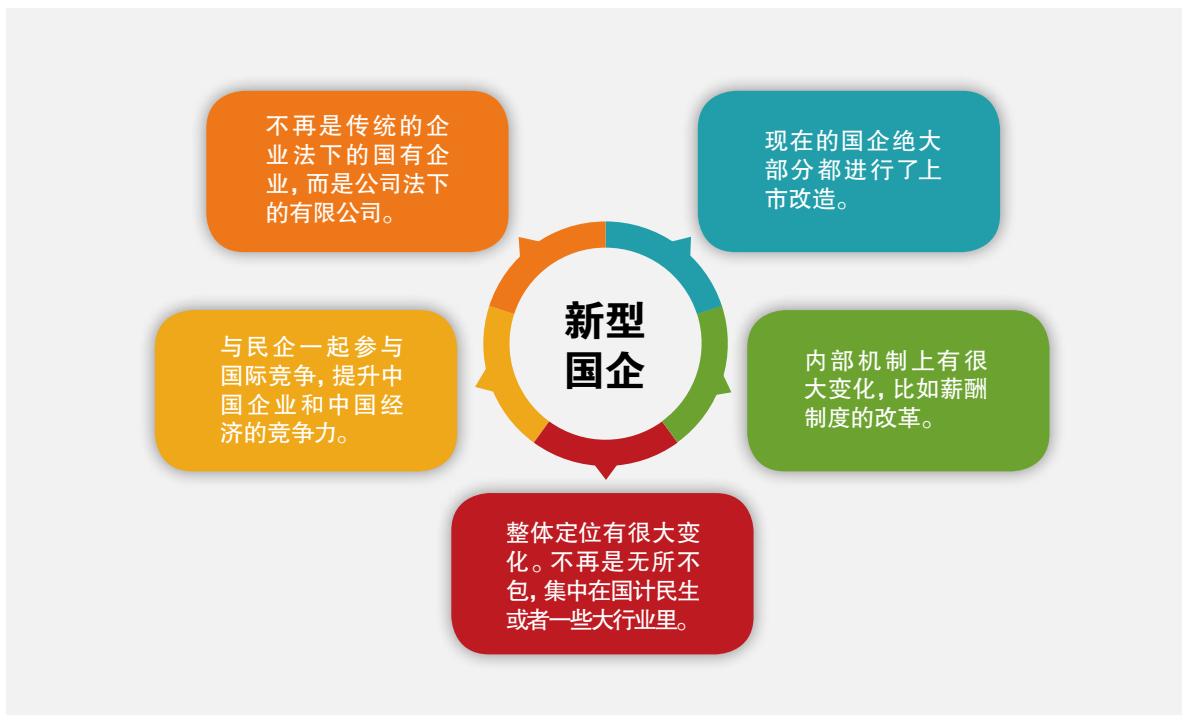 不再是传统的企
业法下的国有企
业，而是公司法下
的有限公司。
现在的国企绝大
部分都进行了上
市改造。
新型
国企
与民企一起参与
国际竞争，提升中
国企业和中国经
济的竞争力。
内部机制上有很
大变化，比如薪酬
制度的改革。
整体定位有很大变
化。不再是无所不
包，集中在国计民生
或者一些大行业里。